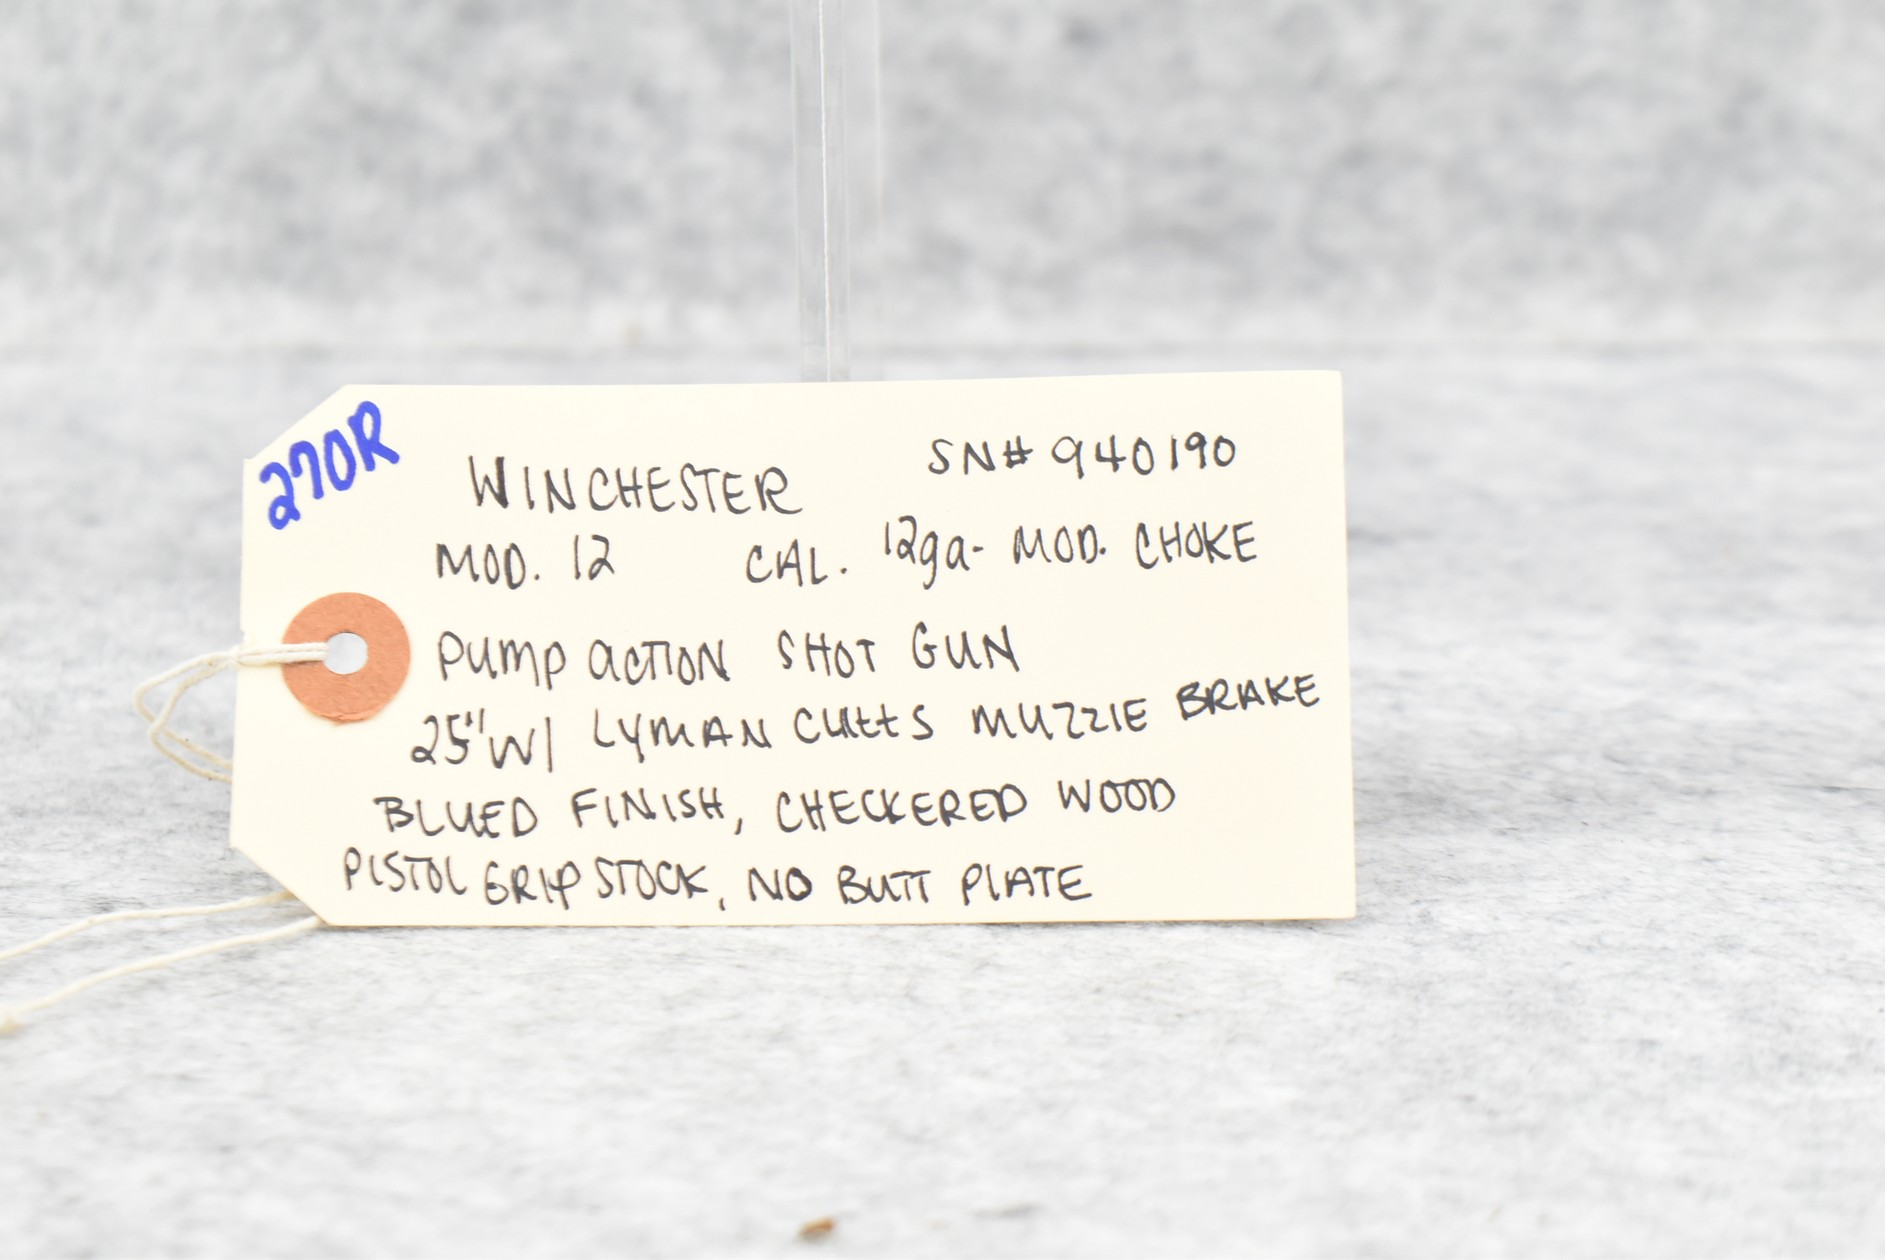 270R
WINCHESTER SN# 940190
MOD. 12 CAL. 12ga- MOD. CHOKE
PUMP ACTION SHOT GUN
25" W/ LYMAN CUttS MUZZIE BRAKE
BLUED FINISH, CHECKERED WOOD
PISTOL GRIP STOCK, NO BUTT PLATE